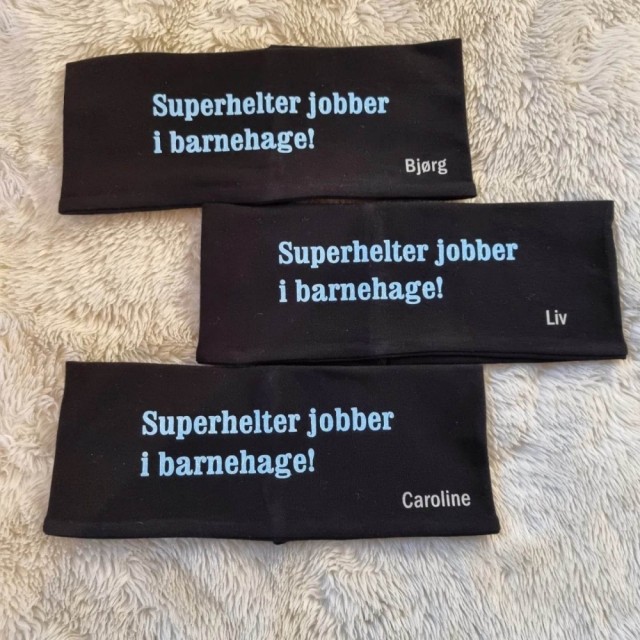 Superhelter jobber
i barnehage!
Bjørg
Superhelter jobber
i barnehage!
Liv
Superhelter jobber
i barnehage!
Caroline